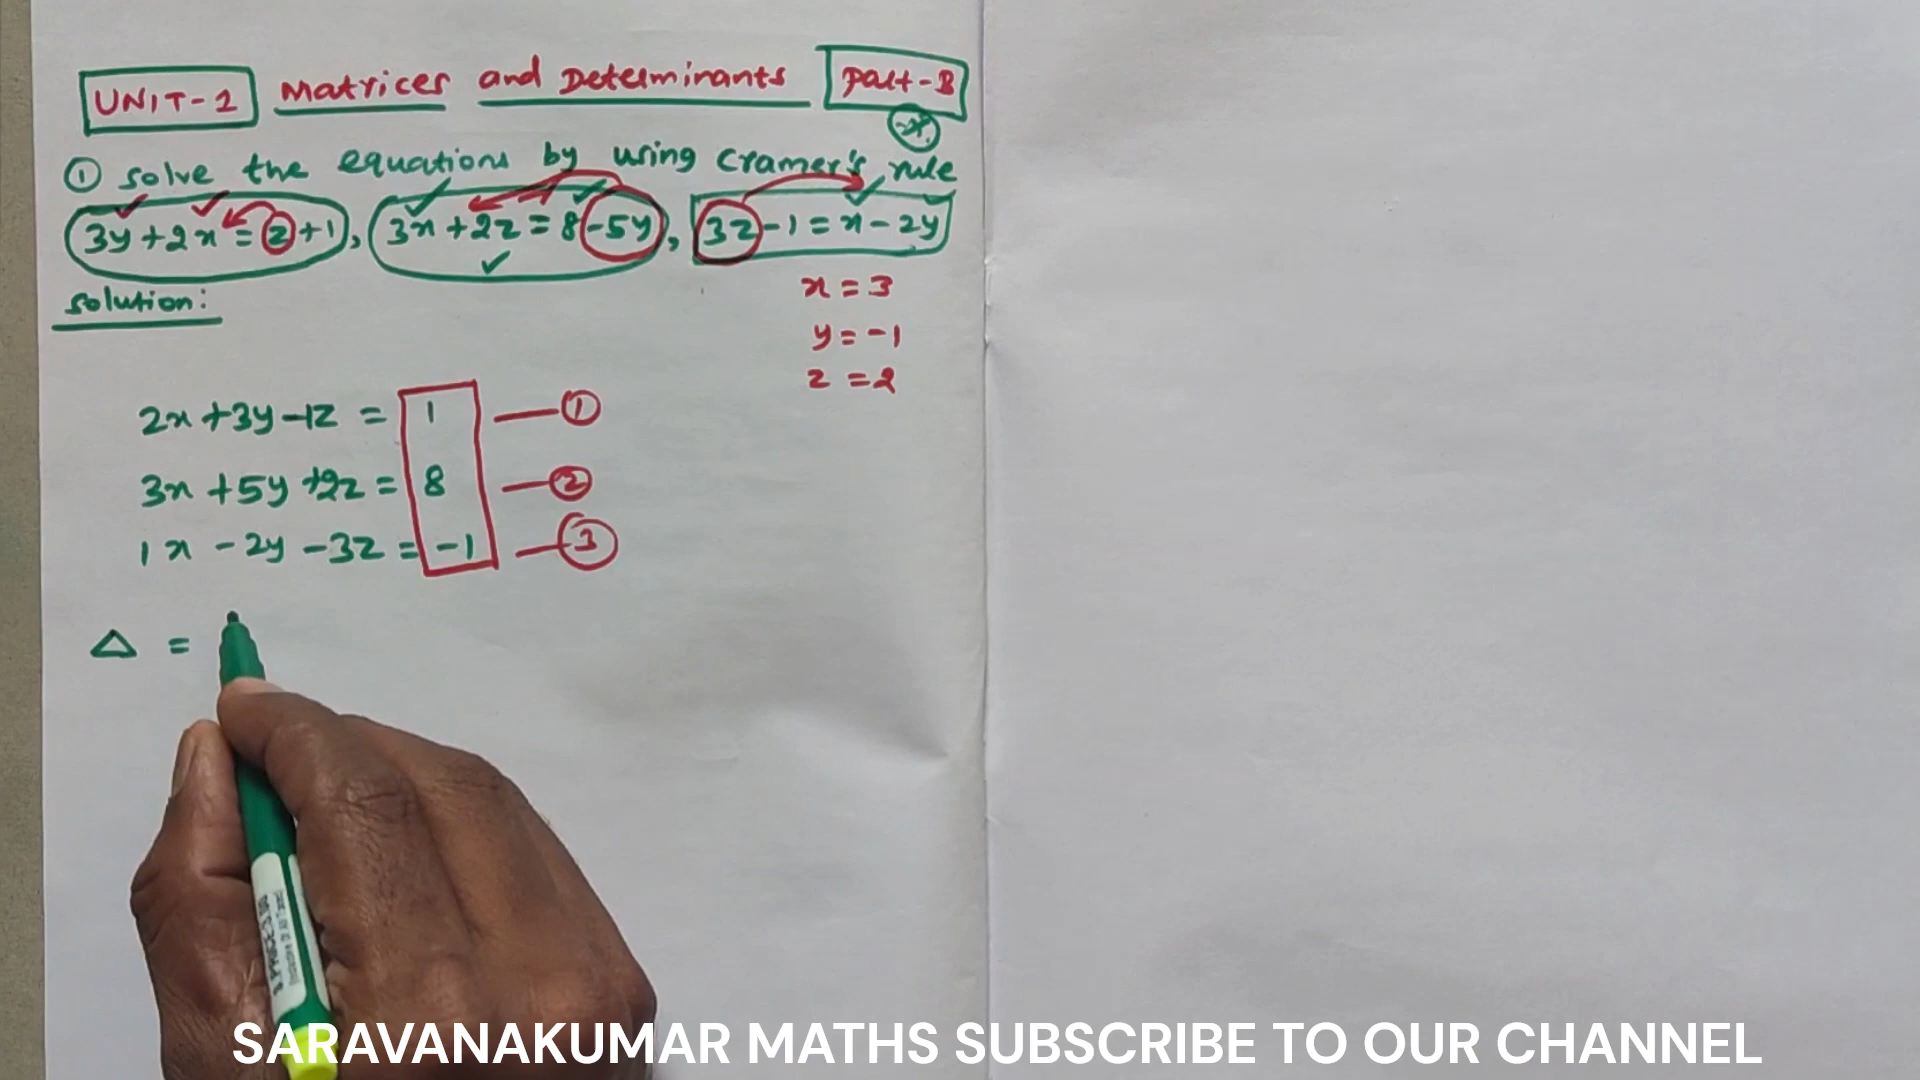 UNIT-1 Matrices and Determinants Part-B
① solve the equations by using Cramer's rule
3y+2x=z+1, 3x+2z=8-5y, 3z-1=x-2y
solution:
x=3
y=-1
z=2
2x+3y-1z = 1 — ①
3x+5y+2z = 8 — ②
1x-2y-3z = -1 — ③
△ =
SARAVANAKUMAR MATHS SUBSCRIBE TO OUR CHANNEL